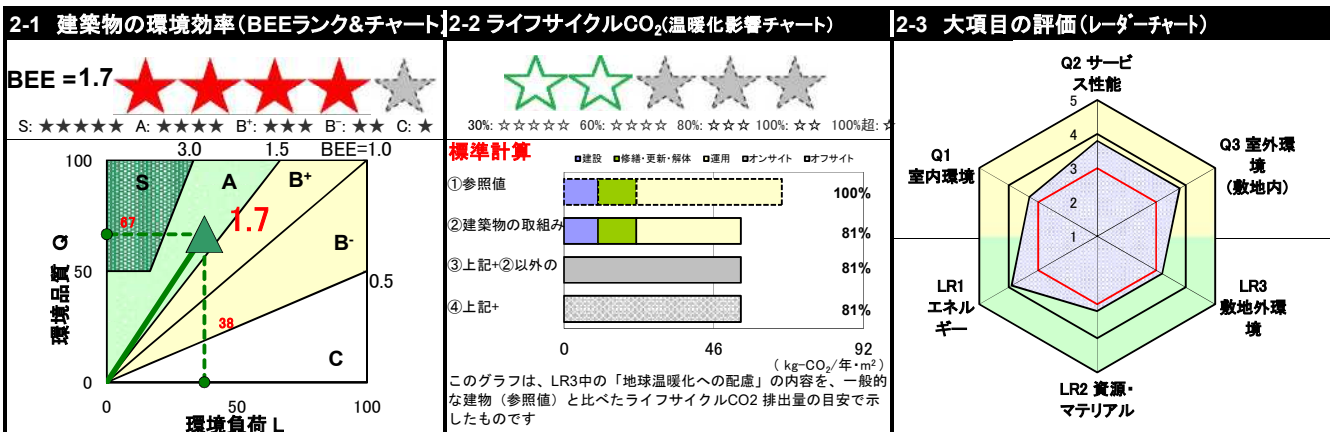 2-1 建築物の環境効率(BEEランク&チャート)
BEE =1.7
S: ★★★★★ A: ★★★★ B⁺: ★★★ B⁻: ★★ C: ★
3.0 1.5 BEE=1.0
100
S
A
B⁺
67
1.7
B⁻
50
0.5
38
C
0
環境品質 Q
0 50 100
環境負荷 L
2-2 ライフサイクルCO₂(温暖化影響チャート)
30%: ☆☆☆☆☆ 60%: ☆☆☆☆ 80%: ☆☆☆ 100%: ☆☆ 100%超: ☆
標準計算
建設 修繕・更新・解体 運用 オンサイト オフサイト
①参照値 100%
②建築物の取組み 81%
③上記+②以外の 81%
④上記+ 81%
0 46 92
( kg-CO₂/年・m² )
このグラフは、LR3中の「地球温暖化への配慮」の内容を、一般的
な建物(参照値)と比べたライフサイクルCO2 排出量の目安で示
したものです
2-3 大項目の評価(レーダーチャート)
Q2 サービ
ス性能
5
4
3
2
1
Q1
室内環境
Q3 室外環
境
(敷地内)
LR1
エネル
ギー
LR3
敷地外環
境
LR2 資源・
マテリアル